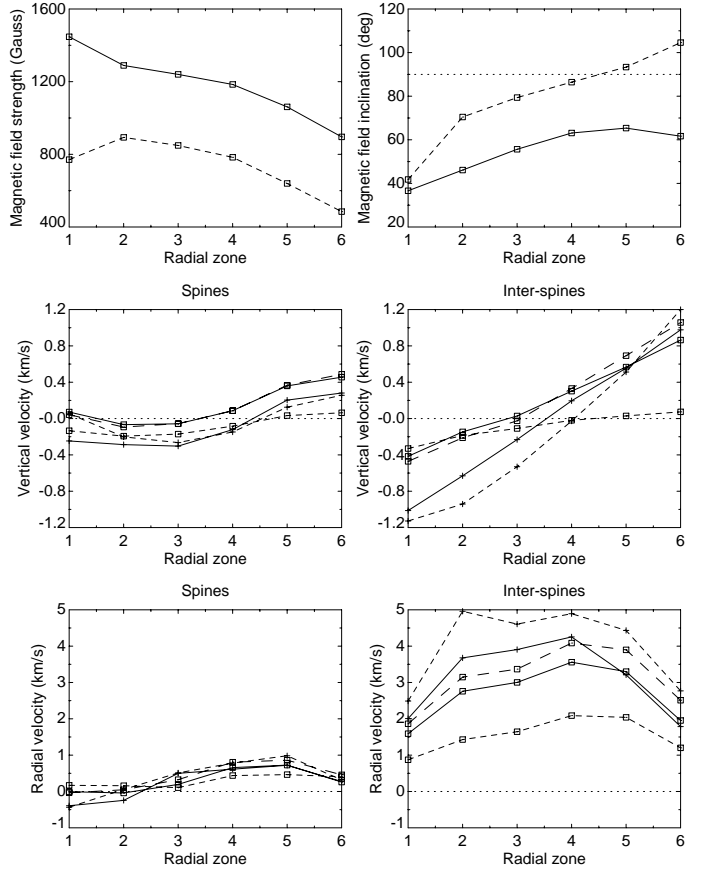 1600
1200
800
400
Magnetic field strength (Gauss)
1 2 3 4 5 6
Radial zone
120
100
80
60
40
20
Magnetic field inclination (deg)
1 2 3 4 5 6
Radial zone
Spines
1.2
0.4
-0.0
-0.4
-0.8
-1.2
Vertical velocity (km/s)
1 2 3 4 5 6
Radial zone
Inter-spines
1.2
0.8
0.4
-0.0
-0.4
-0.8
-1.2
Vertical velocity (km/s)
1 2 3 4 5 6
Radial zone
Spines
5
4
3
2
1
0
-1
Radial velocity (km/s)
1 2 3 4 5 6
Radial zone
Inter-spines
5
4
3
2
1
0
-1
Radial velocity (km/s)
1 2 3 4 5 6
Radial zone